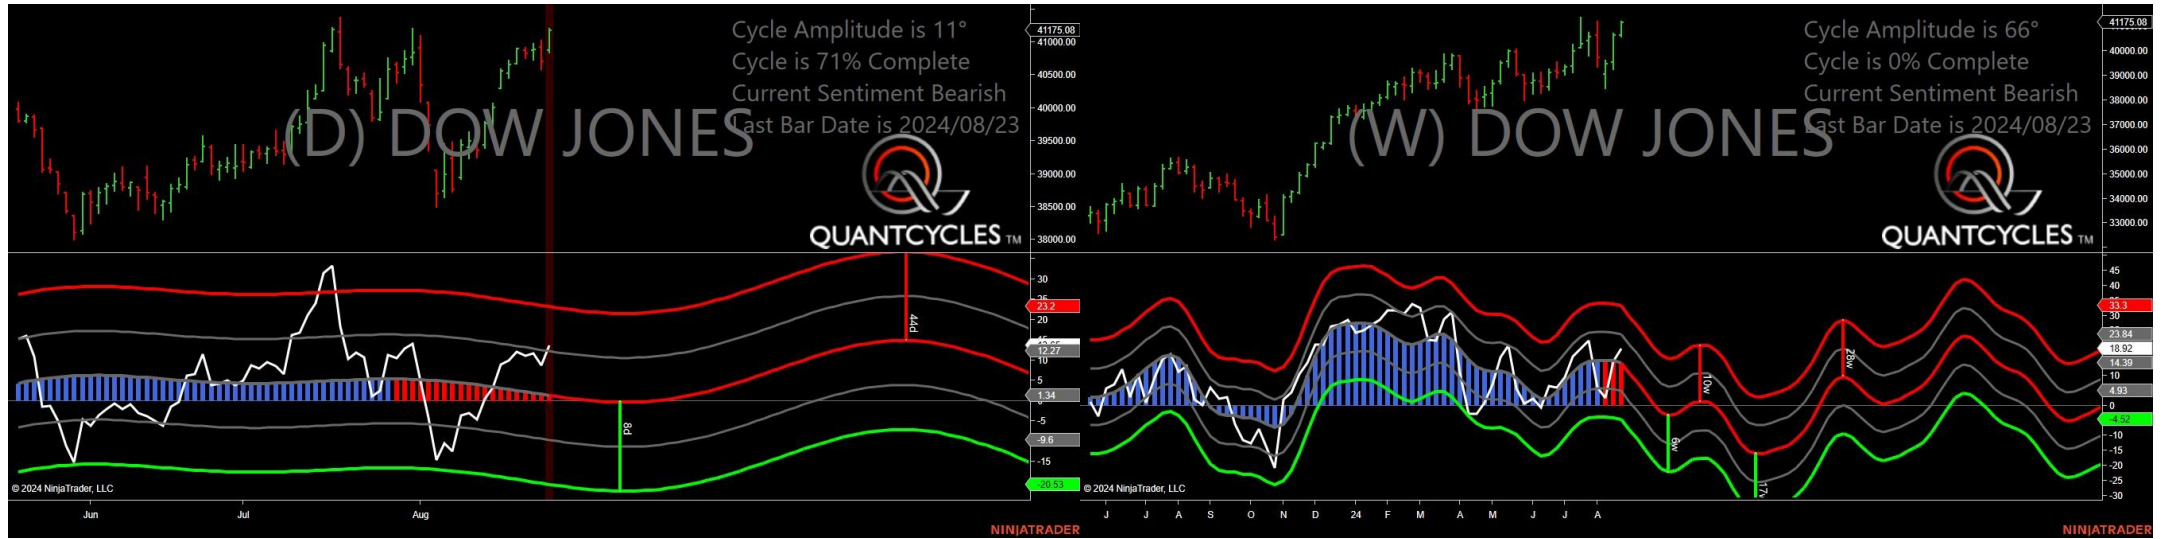 Cycle Amplitude is 11°
Cycle is 71% Complete
Current Sentiment Bearish
Last Bar Date is 2024/08/23
(D) DOW JONES
QUANTCYCLES TM
41175.08
41000.00
40500.00
40000.00
39500.00
39000.00
38500.00
38000.00
30
23.2
20
12.27
10
5
1.34
-5
-9.6
-15
-20.53
44d
8d
© 2024 NinjaTrader, LLC
Jun Jul Aug
NINJATRADER
Cycle Amplitude is 66°
Cycle is 0% Complete
Current Sentiment Bearish
Last Bar Date is 2024/08/23
(W) DOW JONES
QUANTCYCLES TM
41175.08
40000.00
39000.00
38000.00
37000.00
36000.00
35000.00
34000.00
33000.00
45
40
33.3
30
23.84
18.92
14.39
10
4.93
0
-4.52
-10
-15
-20
-25
-30
10w
28w
6w
© 2024 NinjaTrader, LLC
J J A S O N D 24 F M A M J J A
NINJATRADER